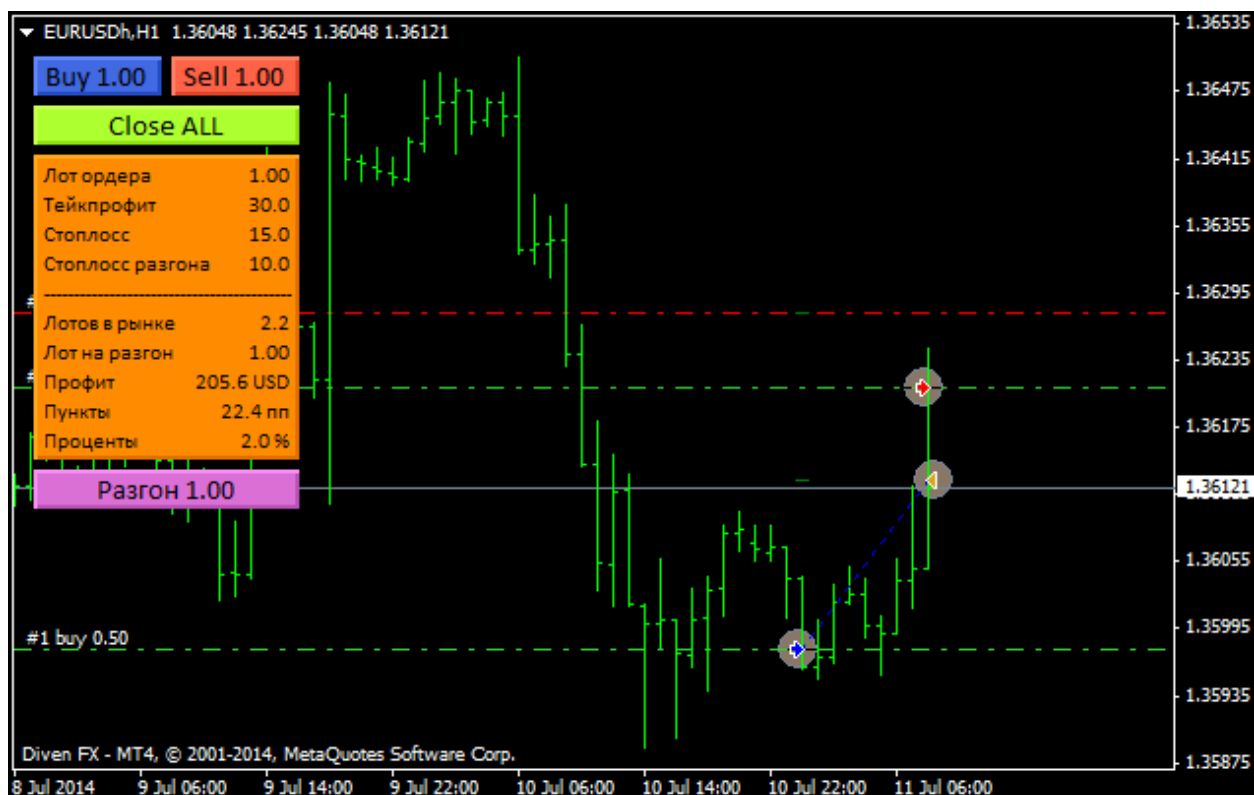 EURUSDh,H1 1.36048 1.36245 1.36048 1.36121
Buy 1.00 Sell 1.00
Close ALL
Лот ордера 1.00
Тейкпрофит 30.0
Стоплосс 15.0
Стоплосс разгона 10.0
Лотов в рынке 2.2
Лот на разгон 1.00
Профит 205.6 USD
Пункты 22.4 пп
Проценты 2.0 %
Разгон 1.00
#1 buy 0.50
1.36535
1.36475
1.36415
1.36355
1.36295
1.36235
1.36175
1.36121
1.36055
1.35995
1.35935
1.35875
Diven FX - MT4, © 2001-2014, MetaQuotes Software Corp.
8 Jul 2014 9 Jul 06:00 9 Jul 14:00 9 Jul 22:00 10 Jul 06:00 10 Jul 14:00 10 Jul 22:00 11 Jul 06:00